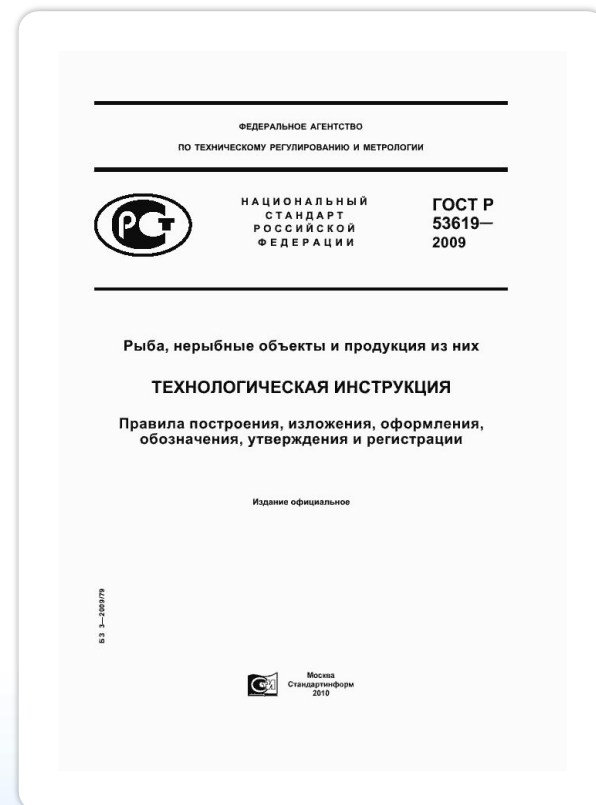 ФЕДЕРАЛЬНОЕ АГЕНТСТВО
ПО ТЕХНИЧЕСКОМУ РЕГУЛИРОВАНИЮ И МЕТРОЛОГИИ
РСТ
НАЦИОНАЛЬНЫЙ
СТАНДАРТ
РОССИЙСКОЙ
ФЕДЕРАЦИИ
ГОСТ Р
53619—
2009
Рыба, нерыбные объекты и продукция из них
ТЕХНОЛОГИЧЕСКАЯ ИНСТРУКЦИЯ
Правила построения, изложения, оформления,
обозначения, утверждения и регистрации
Издание официальное
БЗ 3—2009/79
Москва
Стандартинформ
2010